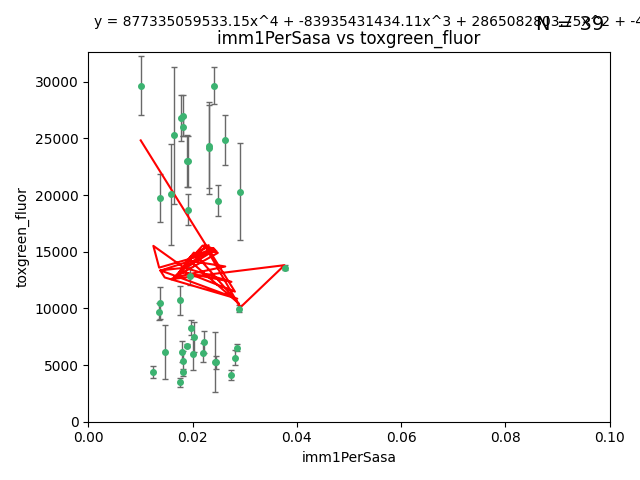 y = 877335059533.15x^4 + -83935431434.11x^3 + 2865082803.75x^2 + -4
N = 39
imm1PerSasa vs toxgreen_fluor
30000
25000
20000
15000
10000
5000
0
toxgreen_fluor
0.00 0.02 0.04 0.06 0.08 0.10
imm1PerSasa